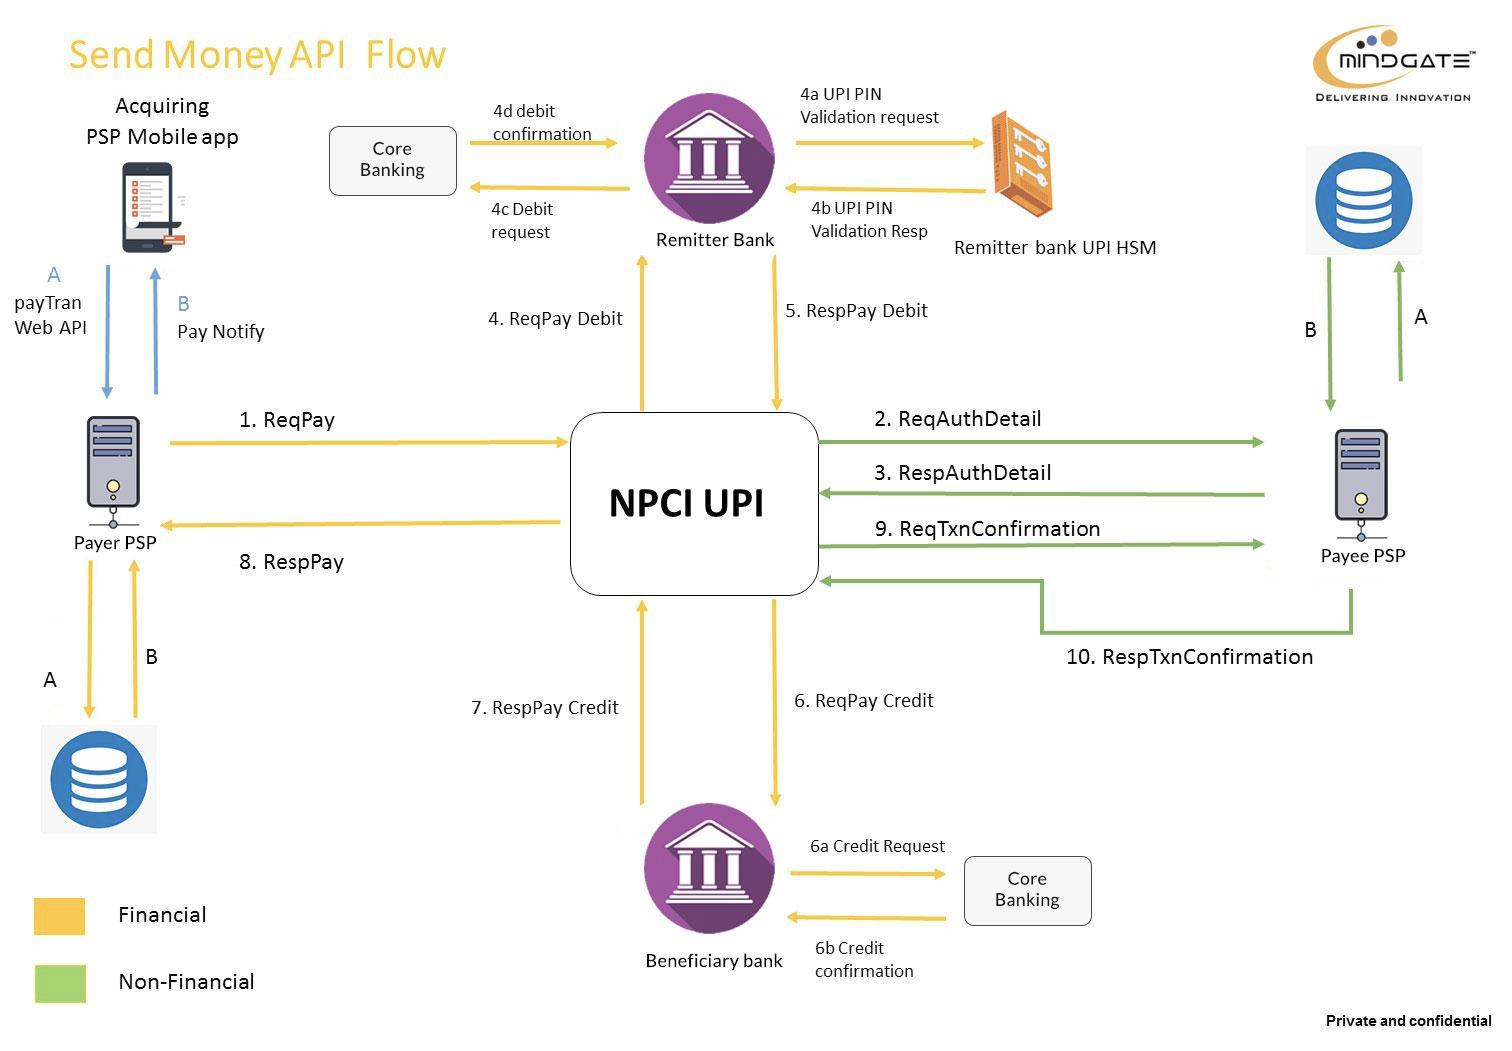 Send Money API Flow
MINDGATE™
DELIVERING INNOVATION
Acquiring
PSP Mobile app
4d debit
confirmation
Core
Banking
4c Debit
request
Remitter Bank
4a UPI PIN
Validation request
4b UPI PIN
Validation Resp
Remitter bank UPI HSM
A
payTran
Web API
B
Pay Notify
4. ReqPay Debit
5. RespPay Debit
B
A
1. ReqPay
2. ReqAuthDetail
3. RespAuthDetail
NPCI UPI
9. ReqTxnConfirmation
Payer PSP
8. RespPay
Payee PSP
10. RespTxnConfirmation
A
B
7. RespPay Credit
6. ReqPay Credit
6a Credit Request
Core
Banking
6b Credit
confirmation
Beneficiary bank
Financial
Non-Financial
Private and confidential